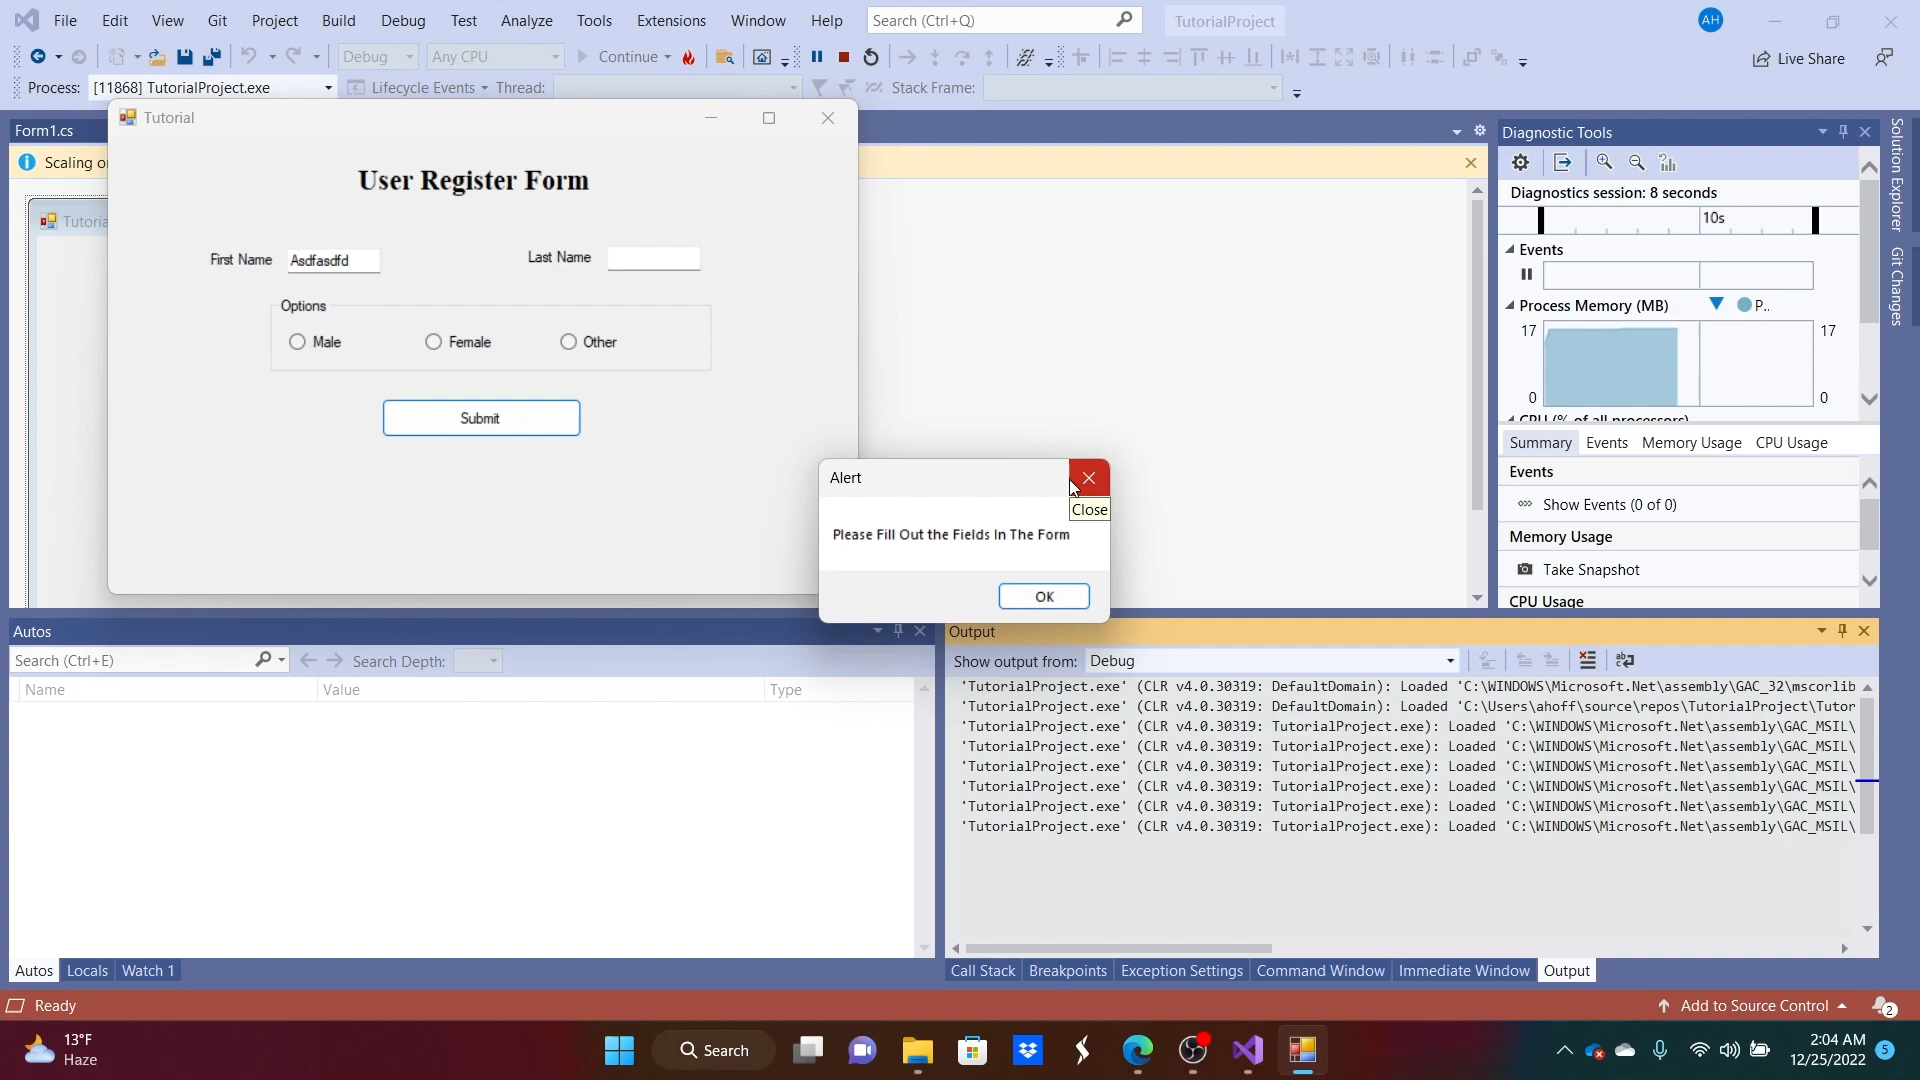 File Edit View Git Project Build Debug Test Analyze Tools Extensions Window Help Search (Ctrl+Q) TutorialProject AH
Debug Any CPU Continue Live Share
Process: [11868] TutorialProject.exe Lifecycle Events Thread: Stack Frame:
Tutorial
Form1.cs
Scaling
Tutoria
User Register Form
First Name Asdfasdfd Last Name
Options
Male Female Other
Submit
Alert
Close
Please Fill Out the Fields In The Form
OK
Diagnostic Tools
Diagnostics session: 8 seconds
10s
Events
Process Memory (MB) P..
17 17
0 0
CPU (% of all processors)
Summary Events Memory Usage CPU Usage
Events
Show Events (0 of 0)
Memory Usage
Take Snapshot
CPU Usage
Solution Explorer
Git Changes
Autos
Search (Ctrl+E) Search Depth:
Name Value Type
Autos Locals Watch 1
Output
Show output from: Debug
'TutorialProject.exe' (CLR v4.0.30319: DefaultDomain): Loaded 'C:\WINDOWS\Microsoft.Net\assembly\GAC_32\mscorlib
'TutorialProject.exe' (CLR v4.0.30319: DefaultDomain): Loaded 'C:\Users\ahoff\source\repos\TutorialProject\Tutor
'TutorialProject.exe' (CLR v4.0.30319: TutorialProject.exe): Loaded 'C:\WINDOWS\Microsoft.Net\assembly\GAC_MSIL\
'TutorialProject.exe' (CLR v4.0.30319: TutorialProject.exe): Loaded 'C:\WINDOWS\Microsoft.Net\assembly\GAC_MSIL\
'TutorialProject.exe' (CLR v4.0.30319: TutorialProject.exe): Loaded 'C:\WINDOWS\Microsoft.Net\assembly\GAC_MSIL\
'TutorialProject.exe' (CLR v4.0.30319: TutorialProject.exe): Loaded 'C:\WINDOWS\Microsoft.Net\assembly\GAC_MSIL\
'TutorialProject.exe' (CLR v4.0.30319: TutorialProject.exe): Loaded 'C:\WINDOWS\Microsoft.Net\assembly\GAC_MSIL\
'TutorialProject.exe' (CLR v4.0.30319: TutorialProject.exe): Loaded 'C:\WINDOWS\Microsoft.Net\assembly\GAC_MSIL\
Call Stack Breakpoints Exception Settings Command Window Immediate Window Output
Ready Add to Source Control 2
13°F
Haze
Search
2:04 AM
12/25/2022 5